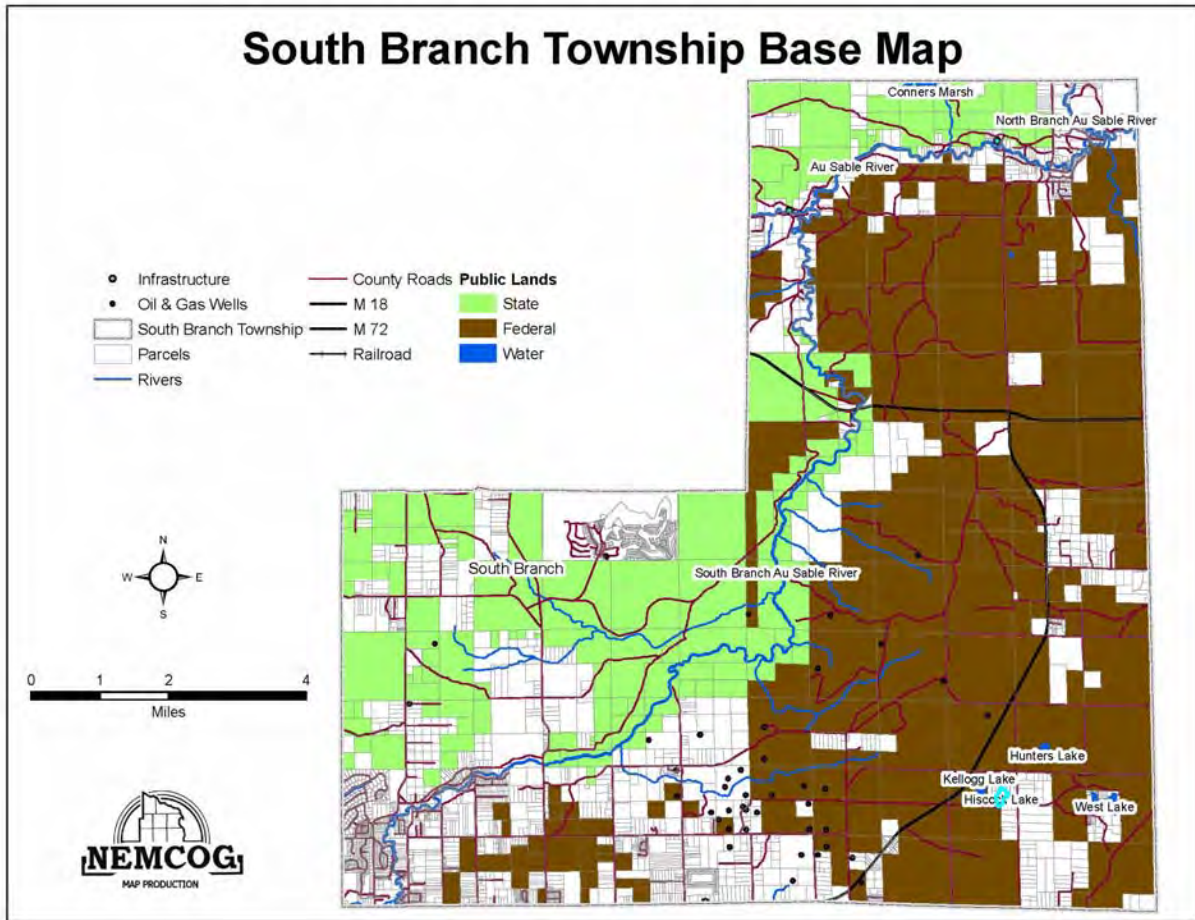 South Branch Township Base Map
Conners Marsh
North Branch Au Sable River
Au Sable River
Infrastructure
Oil & Gas Wells
South Branch Township
Parcels
Rivers
County Roads
M 18
M 72
Railroad
Public Lands
State
Federal
Water
N
W E
S
South Branch
South Branch Au Sable River
0 1 2 4
Miles
Hunters Lake
Kellogg Lake
West Lake
NEMCOG
MAP PRODUCTION